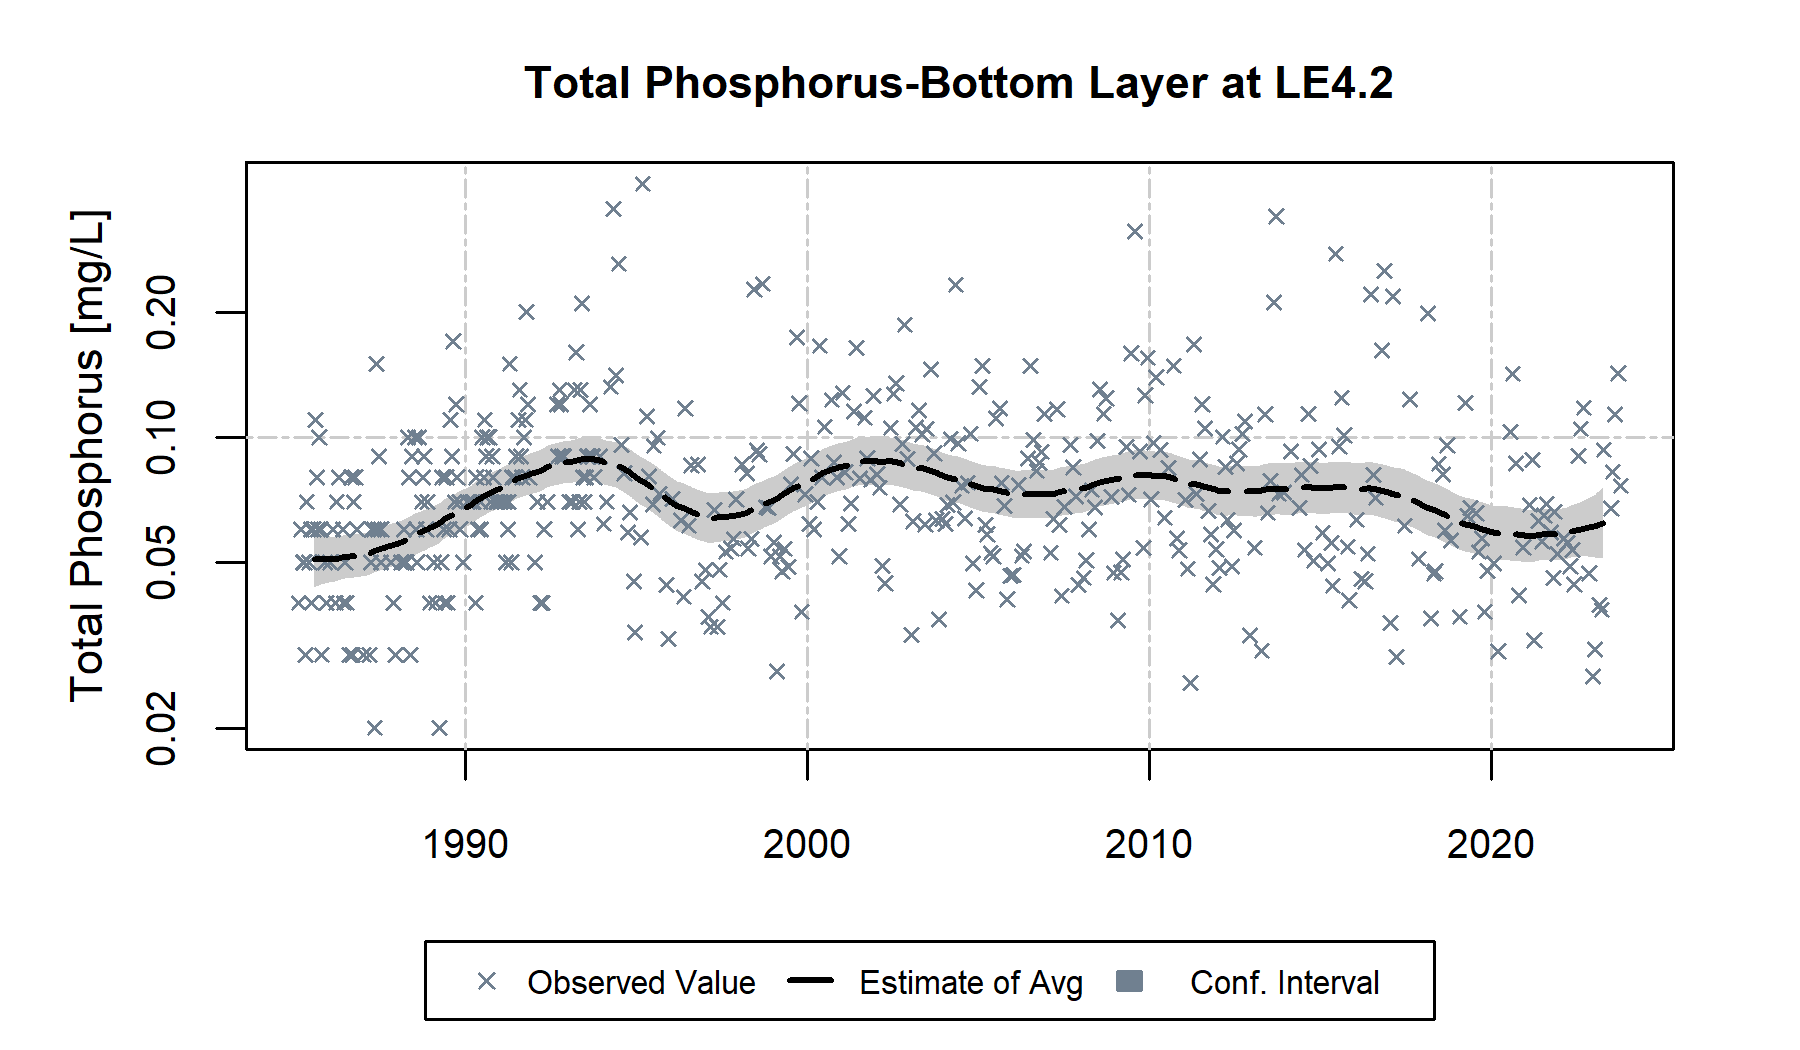 Total Phosphorus-Bottom Layer at LE4.2
Total Phosphorus [mg/L]
0.20
0.10
0.05
0.02
1990 2000 2010 2020
Observed Value Estimate of Avg Conf. Interval